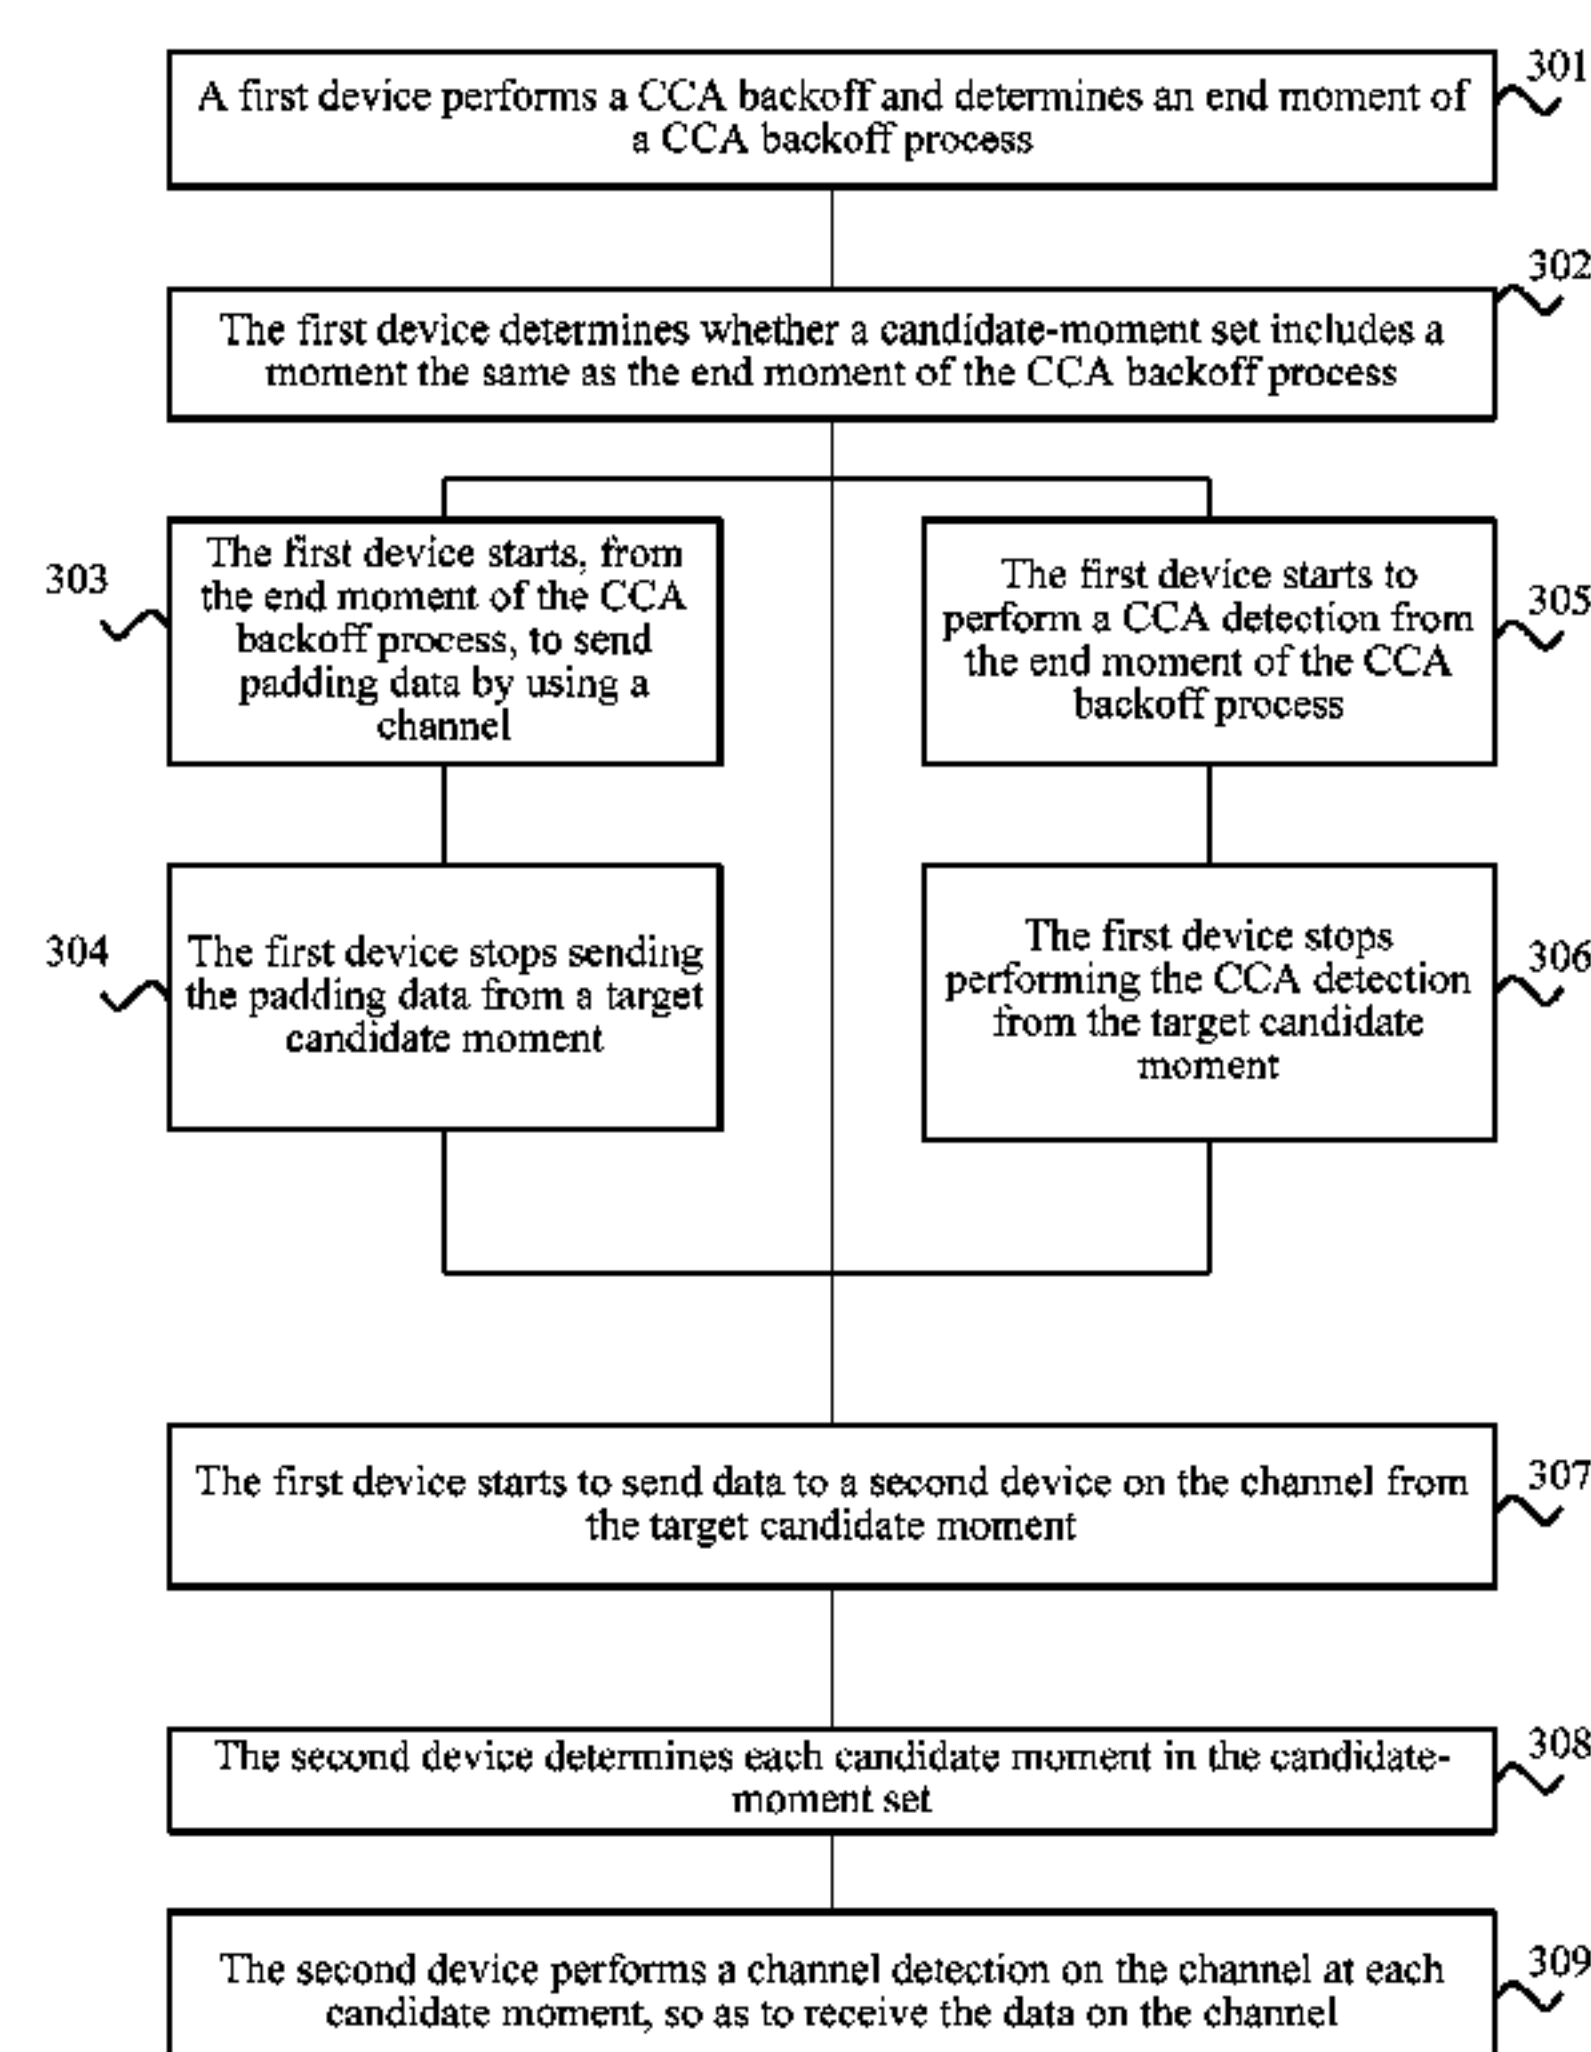 301
A first device performs a CCA backoff and determines an end moment of
a CCA backoff process
302
The first device determines whether a candidate-moment set includes a
moment the same as the end moment of the CCA backoff process
303
The first device starts, from
the end moment of the CCA
backoff process, to send
padding data by using a
channel
305
The first device starts to
perform a CCA detection from
the end moment of the CCA
backoff process
304
The first device stops sending
the padding data from a target
candidate moment
306
The first device stops
performing the CCA detection
from the target candidate
moment
307
The first device starts to send data to a second device on the channel from
the target candidate moment
308
The second device determines each candidate moment in the candidate-
moment set
309
The second device performs a channel detection on the channel at each
candidate moment, so as to receive the data on the channel